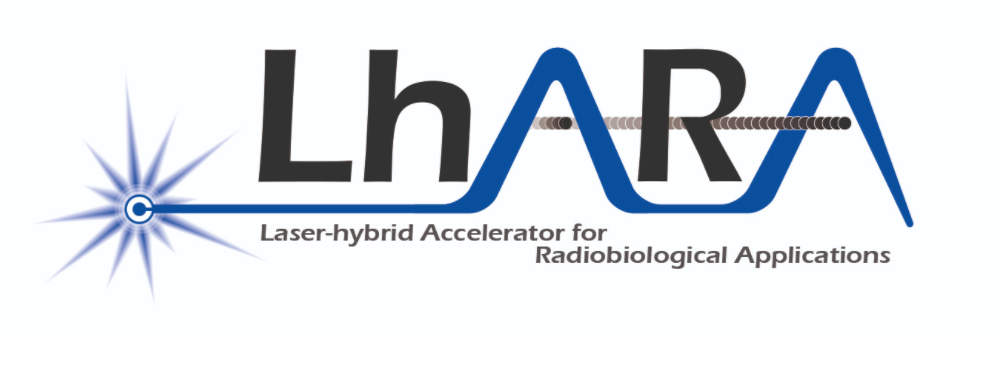 LhARA
Laser-hybrid Accelerator for
Radiobiological Applications